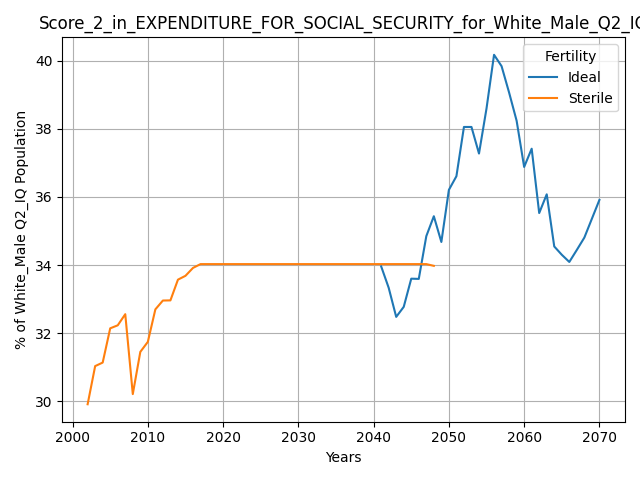 Score_2_in_EXPENDITURE_FOR_SOCIAL_SECURITY_for_White_Male_Q2_IQ
Fertility
Ideal
Sterile
% of White_Male Q2_IQ Population
40
38
36
34
32
30
2000 2010 2020 2030 2040 2050 2060 2070
Years